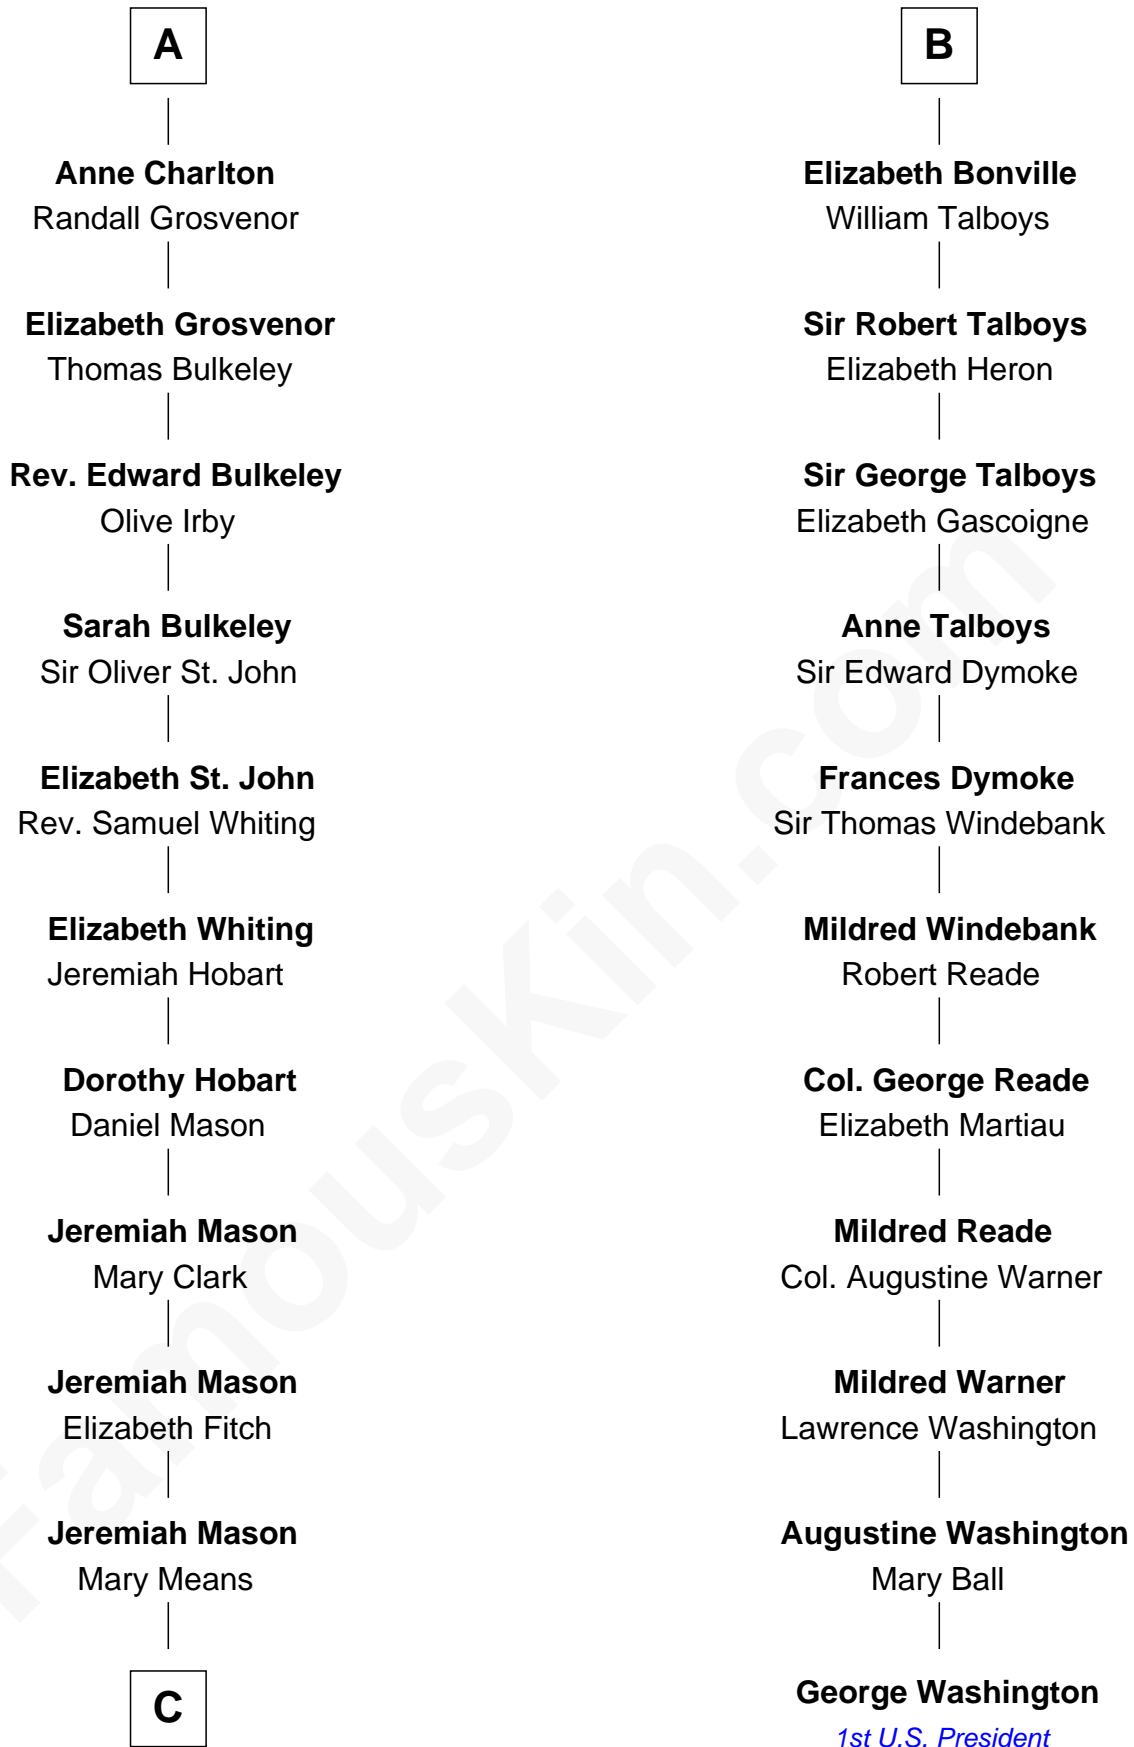 A
Anne Charlton
Randall Grosvenor
Elizabeth Grosvenor
Thomas Bulkeley
Rev. Edward Bulkeley
Olive Irby
Sarah Bulkeley
Sir Oliver St. John
Elizabeth St. John
Rev. Samuel Whiting
Elizabeth Whiting
Jeremiah Hobart
Dorothy Hobart
Daniel Mason
Jeremiah Mason
Mary Clark
Jeremiah Mason
Elizabeth Fitch
Jeremiah Mason
Mary Means
C
B
Elizabeth Bonville
William Talboys
Sir Robert Talboys
Elizabeth Heron
Sir George Talboys
Elizabeth Gascoigne
Anne Talboys
Sir Edward Dymoke
Frances Dymoke
Sir Thomas Windebank
Mildred Windebank
Robert Reade
Col. George Reade
Elizabeth Martiau
Mildred Reade
Col. Augustine Warner
Mildred Warner
Lawrence Washington
Augustine Washington
Mary Ball
George Washington
1st U.S. President
FamousKin.com